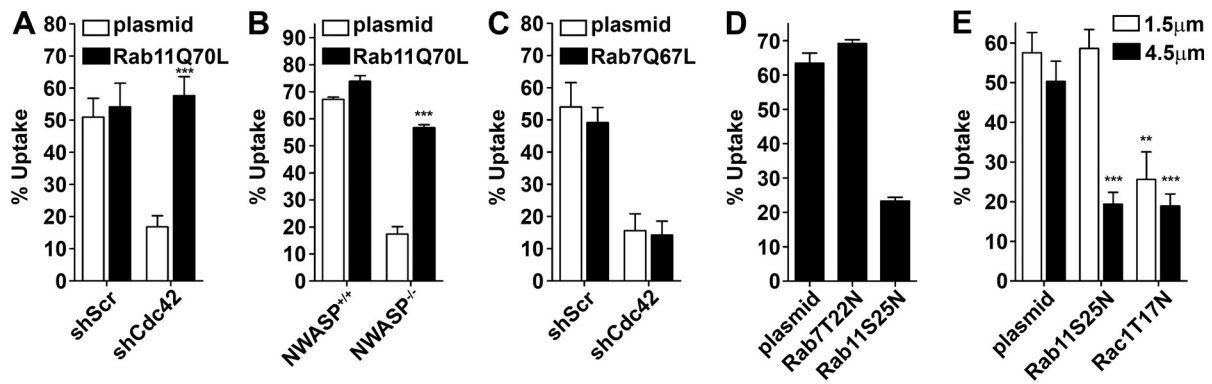 A
plasmid
Rab11Q70L
% Uptake
80
70
60
50
40
30
20
10
0
***
shScr
shCdc42
B
plasmid
Rab11Q70L
% Uptake
90
80
70
60
50
40
30
20
10
0
***
NWASP+/+
NWASP-/-
C
plasmid
Rab7Q67L
% Uptake
80
70
60
50
40
30
20
10
0
shScr
shCdc42
D
% Uptake
70
60
50
40
30
20
10
0
plasmid
Rab7T22N
Rab11S25N
E
1.5µm
4.5µm
% Uptake
60
50
40
30
20
10
0
***
**
***
plasmid
Rab11S25N
Rac1T17N